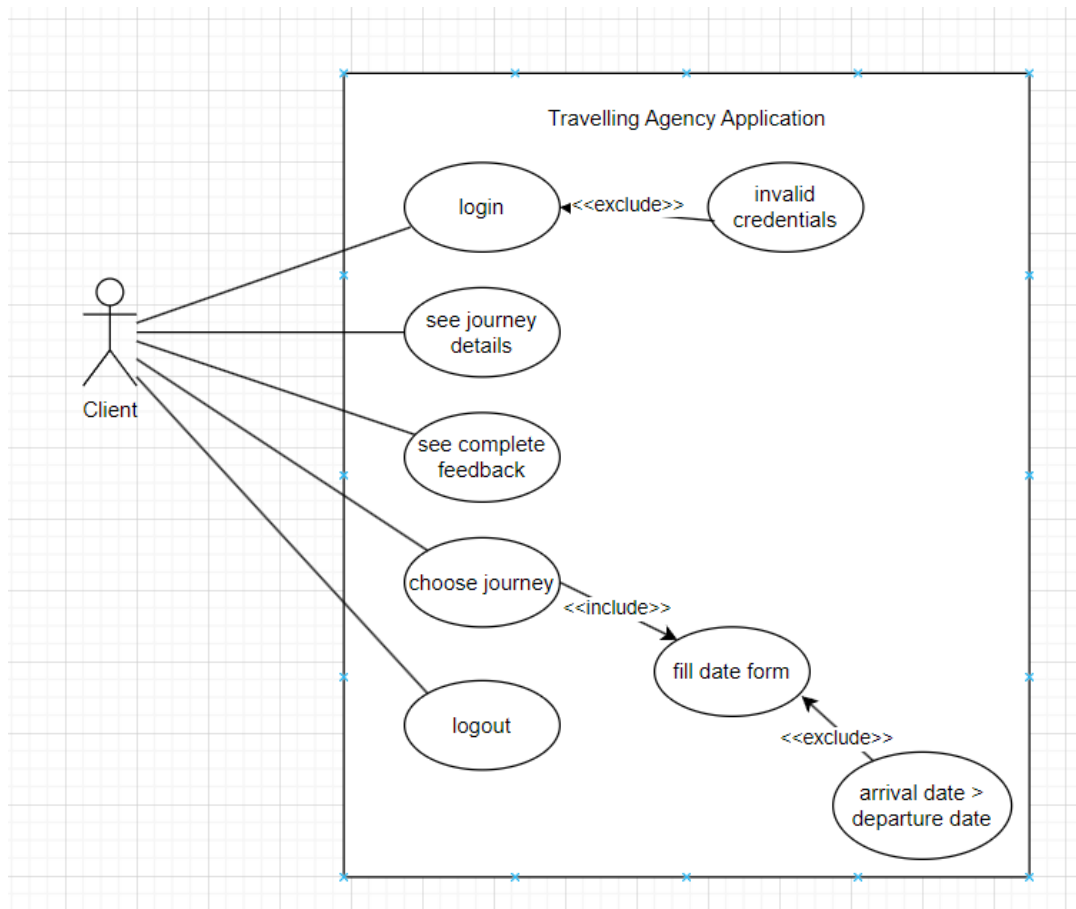 Travelling Agency Application
login
<<exclude>>
invalid
credentials
see journey
details
Client
see complete
feedback
choose journey
<<include>>
fill date form
logout
<<exclude>>
arrival date >
departure date